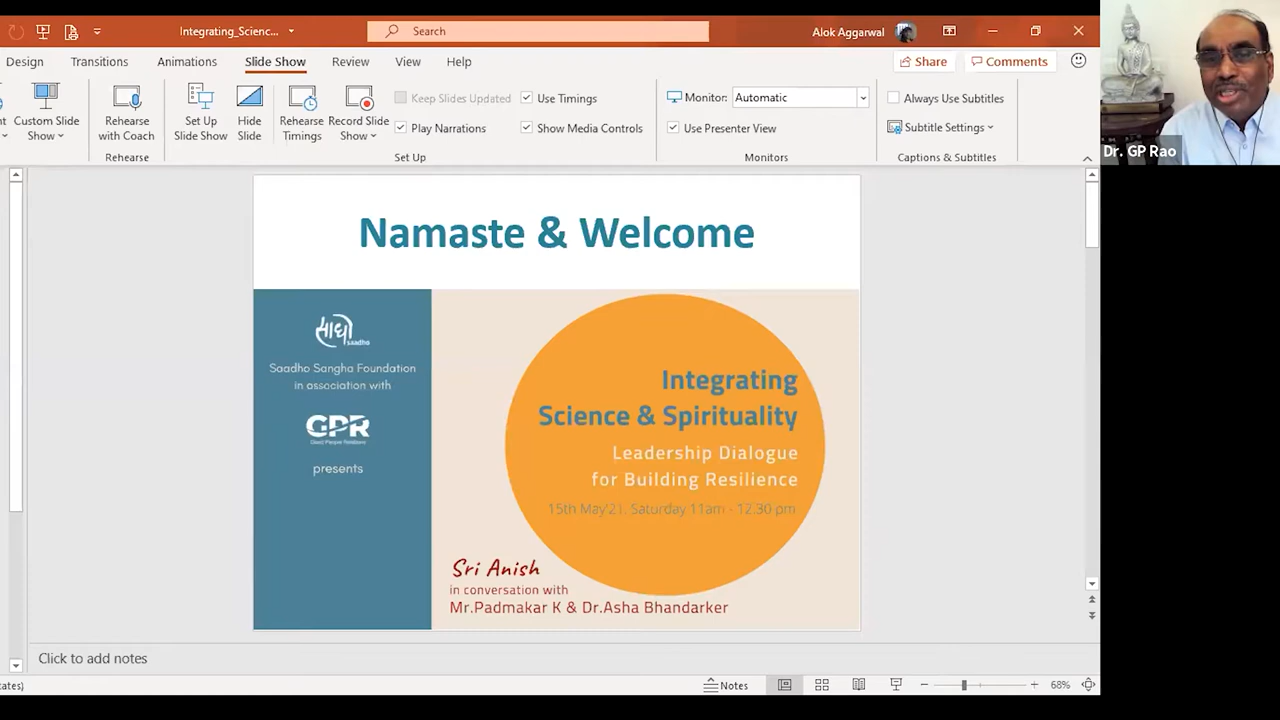 Integrating_Scienc...
Search
Alok Aggarwal
Design
Transitions
Animations
Slide Show
Review
View
Help
Share
Comments
Custom Slide
Show
Rehearse
with Coach
Rehearse
Set Up
Slide Show
Hide
Slide
Rehearse
Timings
Record Slide
Show
Keep Slides Updated
Use Timings
Play Narrations
Show Media Controls
Set Up
Monitor:
Automatic
Use Presenter View
Monitors
Always Use Subtitles
Subtitle Settings
Captions & Subtitles
Dr. GP Rao
Namaste & Welcome
साधो
saadho
Saadho Sangha Foundation
in association with
GPR
Good People Relations
presents
Integrating
Science & Spirituality
Leadership Dialogue
for Building Resilience
15th May'21. Saturday 11am - 12.30 pm
Sri Anish
in conversation with
Mr.Padmakar K & Dr.Asha Bhandarker
Click to add notes
tates)
Notes
68%